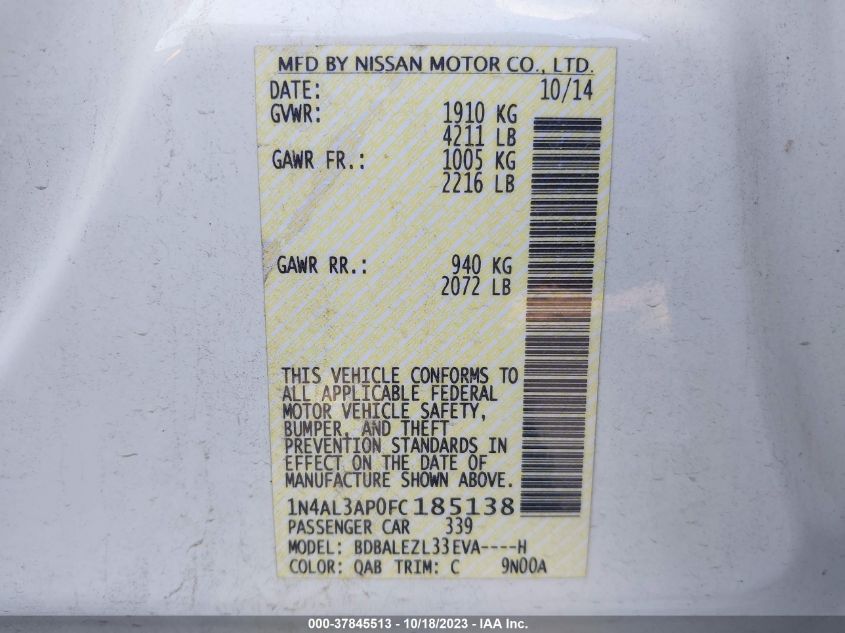 MFD BY NISSAN MOTOR CO., LTD.
DATE: 10/14
GVWR: 1910 KG
4211 LB
GAWR FR.: 1005 KG
2216 LB
GAWR RR.: 940 KG
2072 LB
THIS VEHICLE CONFORMS TO
ALL APPLICABLE FEDERAL
MOTOR VEHICLE SAFETY,
BUMPER, AND THEFT
PREVENTION STANDARDS IN
EFFECT ON THE DATE OF
MANUFACTURE SHOWN ABOVE.
1N4AL3AP0FC185138
PASSENGER CAR 339
MODEL: BDBALEZL33EVA----H
COLOR: QAB TRIM: C 9N00A
000-37845513 - 10/18/2023 - IAA Inc.